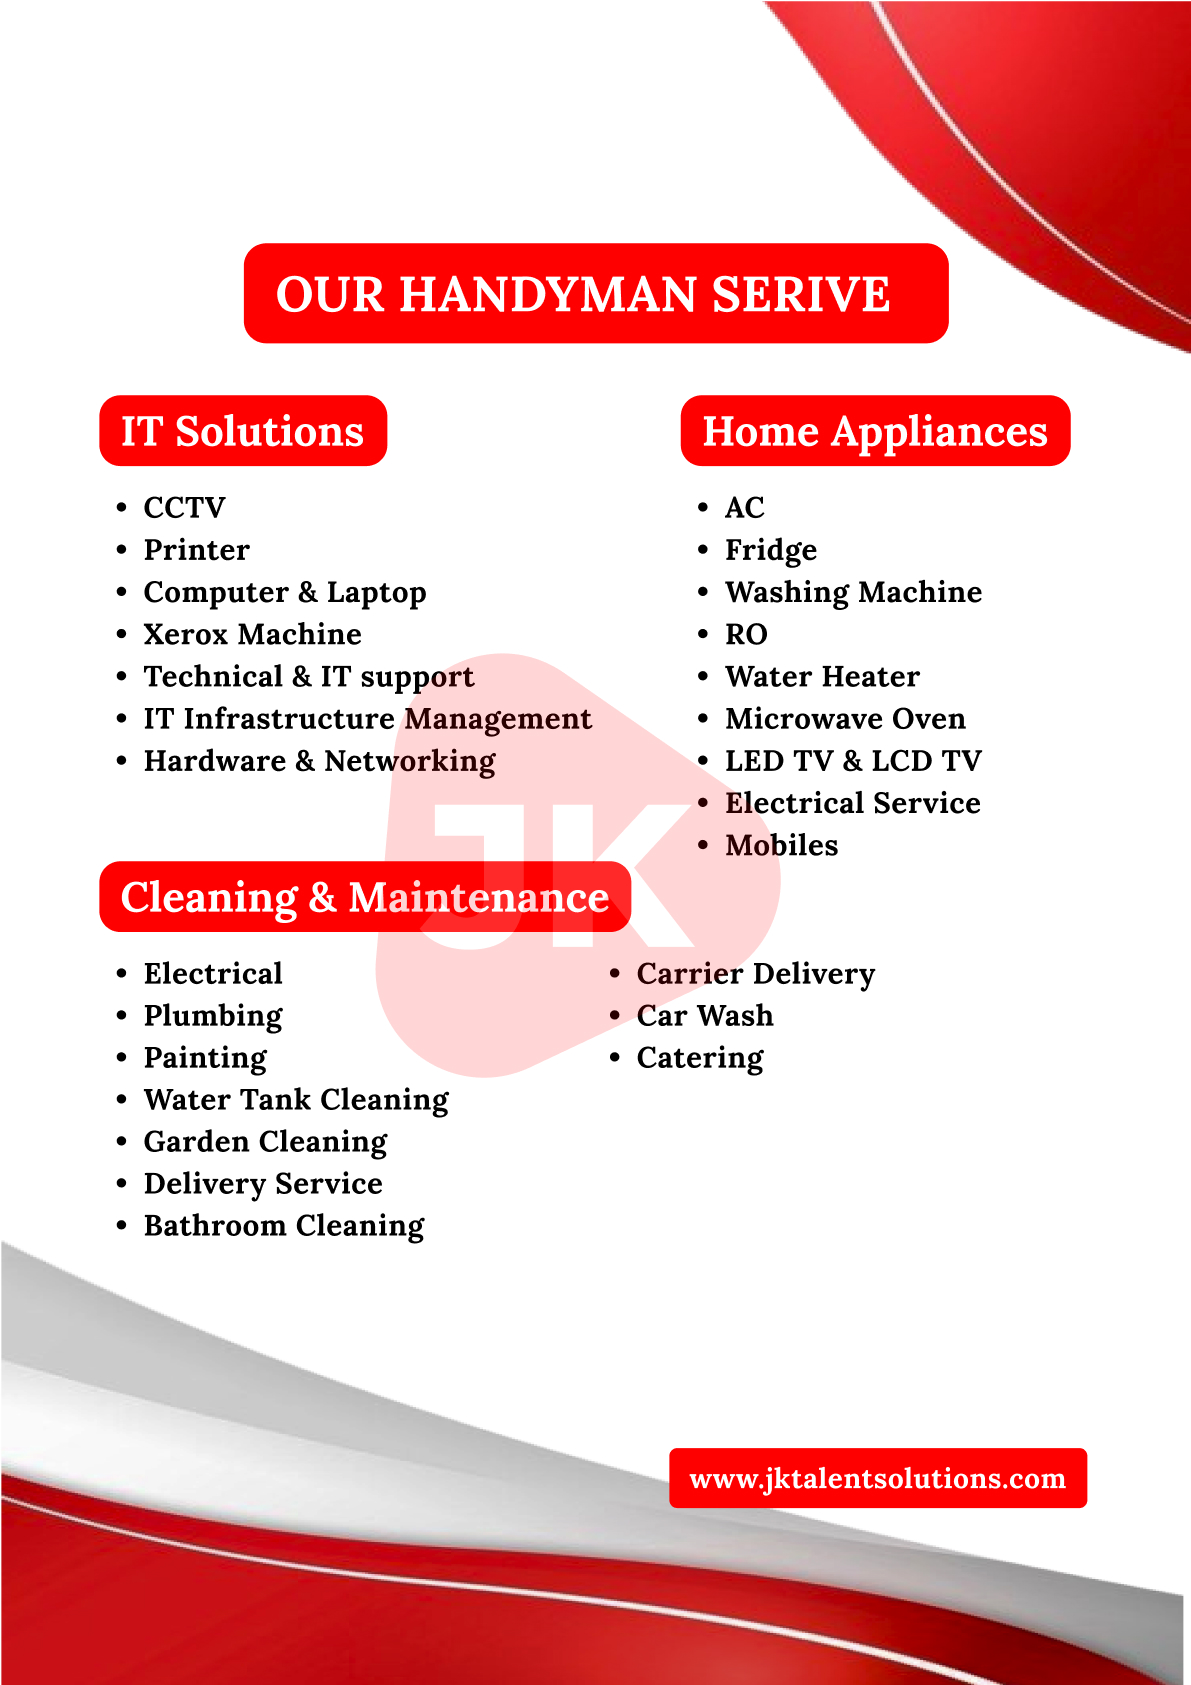 OUR HANDYMAN SERIVE
IT Solutions
• CCTV
• Printer
• Computer & Laptop
• Xerox Machine
• Technical & IT support
• IT Infrastructure Management
• Hardware & Networking
Home Appliances
• AC
• Fridge
• Washing Machine
• RO
• Water Heater
• Microwave Oven
• LED TV & LCD TV
• Electrical Service
• Mobiles
JK
Cleaning & Maintenance
• Electrical
• Plumbing
• Painting
• Water Tank Cleaning
• Garden Cleaning
• Delivery Service
• Bathroom Cleaning
• Carrier Delivery
• Car Wash
• Catering
www.jktalentsolutions.com